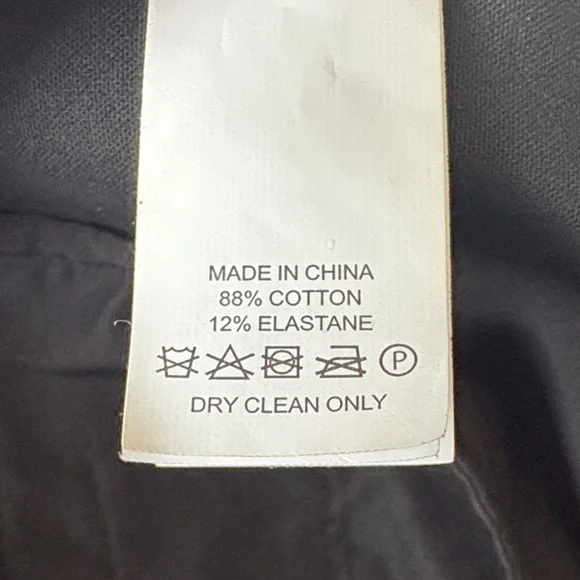 MADE IN CHINA
88% COTTON
12% ELASTANE
P
DRY CLEAN ONLY